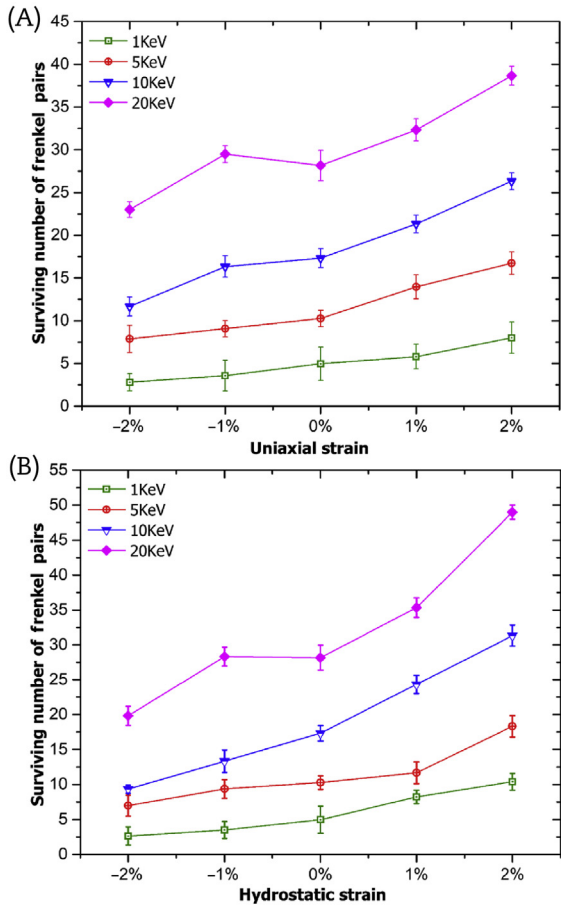 (A)
45
40
35
30
25
20
15
10
5
0
Surviving number of frenkel pairs
1KeV
5KeV
10KeV
20KeV
−2%
−1%
0%
1%
2%
Uniaxial strain
(B)
55
50
45
40
35
30
25
20
15
10
5
0
Surviving number of frenkel pairs
1KeV
5KeV
10KeV
20KeV
−2%
−1%
0%
1%
2%
Hydrostatic strain